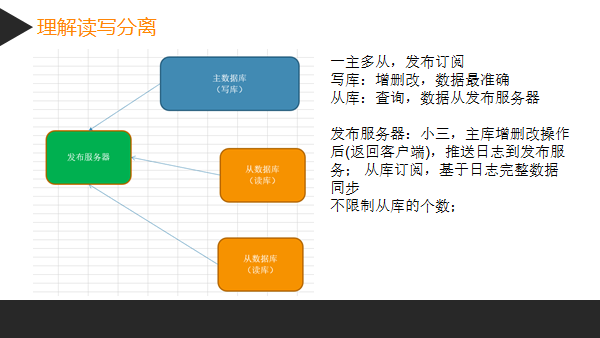 理解读写分离
主数据库
（写库）
发布服务器
从数据库
（读库）
从数据库
（读库）
一主多从，发布订阅
写库：增删改，数据最准确
从库：查询，数据从发布服务器
发布服务器：小三，主库增删改操作
后(返回客户端)，推送日志到发布服
务； 从库订阅，基于日志完整数据
同步
不限制从库的个数；